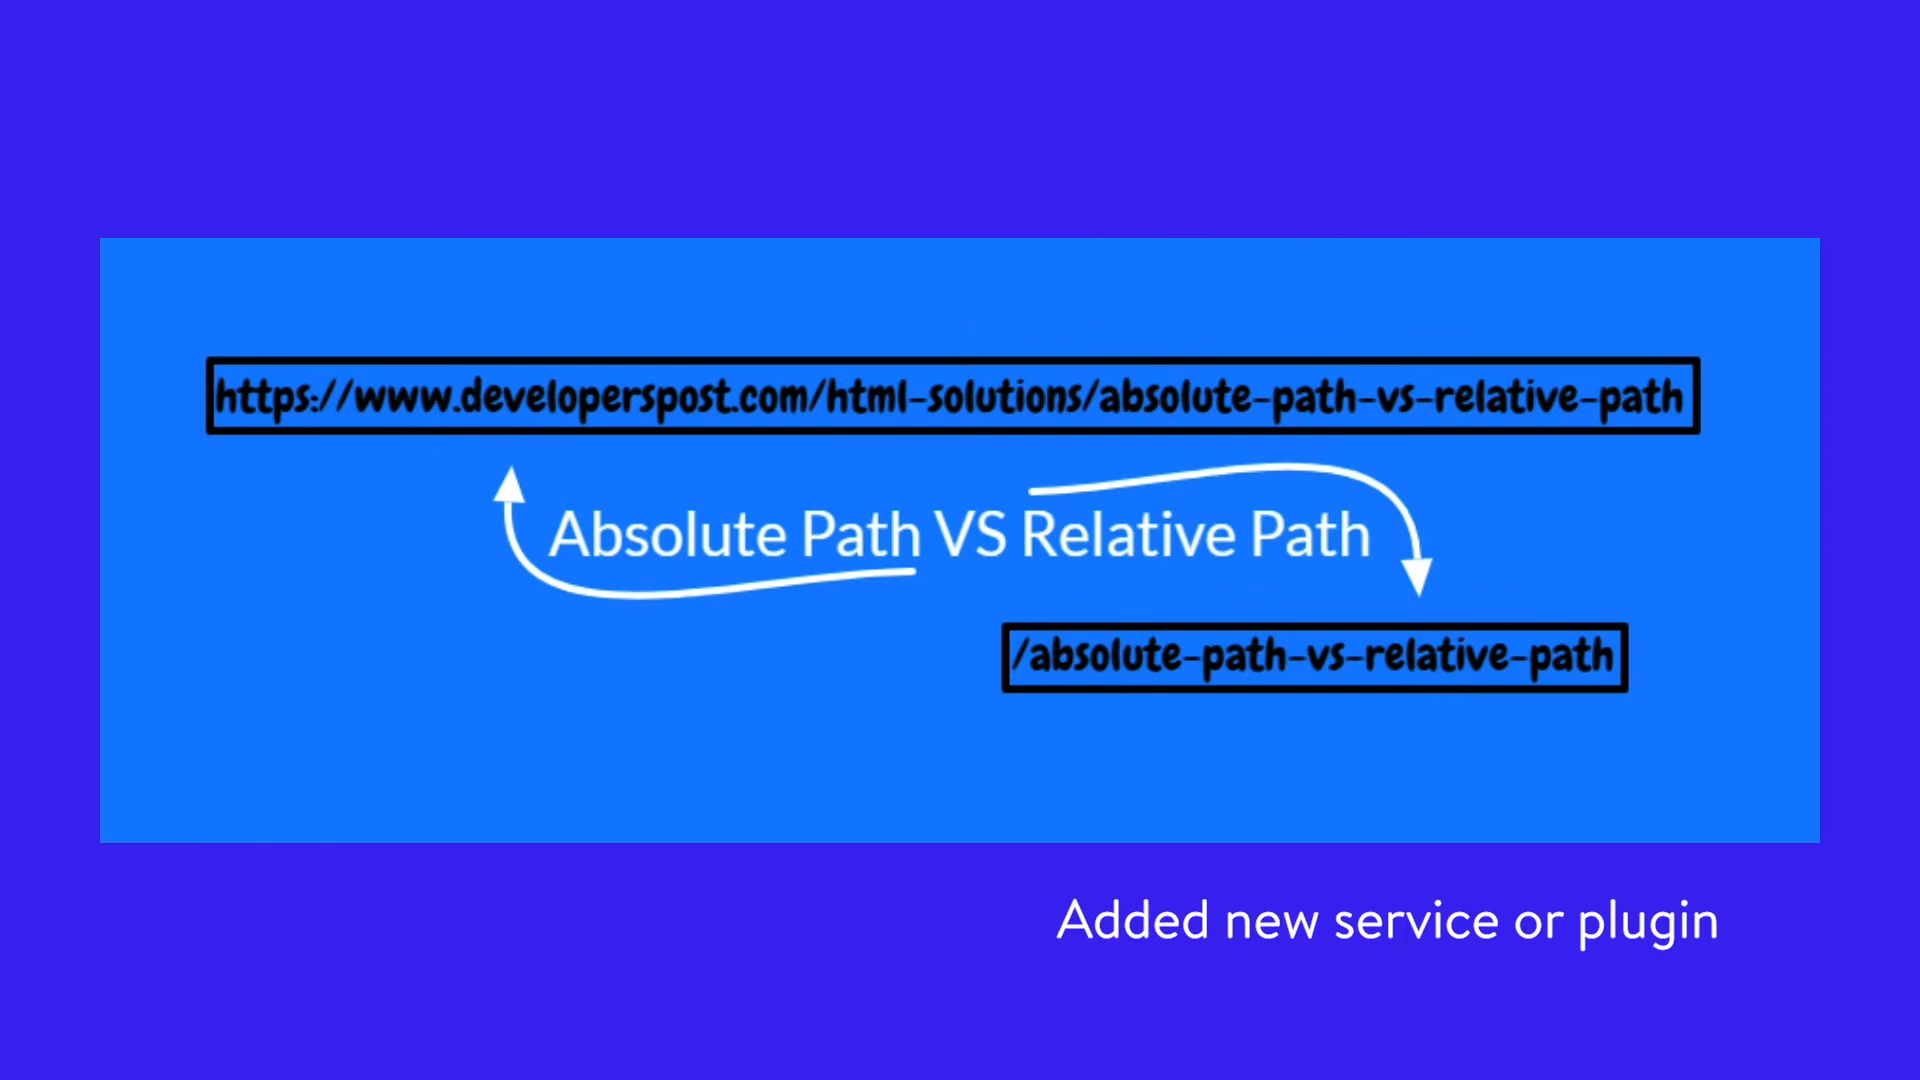 https://www.developerspost.com/html-solutions/absolute-path-vs-relative-path
Absolute Path VS Relative Path
/absolute-path-vs-relative-path
Added new service or plugin